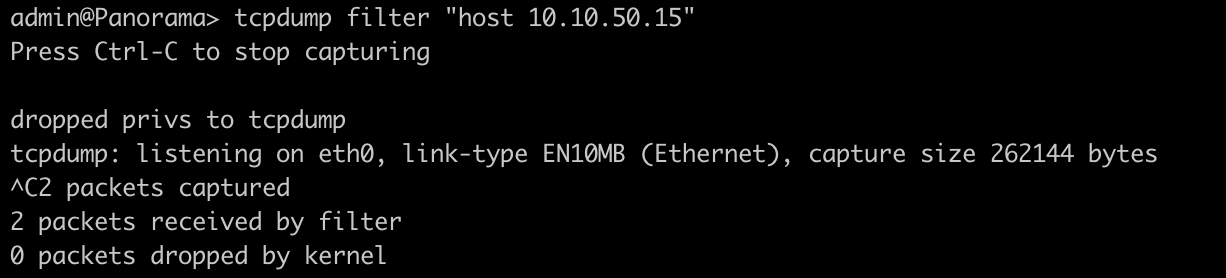 admin@Panorama> tcpdump filter "host 10.10.50.15"
Press Ctrl-C to stop capturing
dropped privs to tcpdump
tcpdump: listening on eth0, link-type EN10MB (Ethernet), capture size 262144 bytes
^C2 packets captured
2 packets received by filter
0 packets dropped by kernel